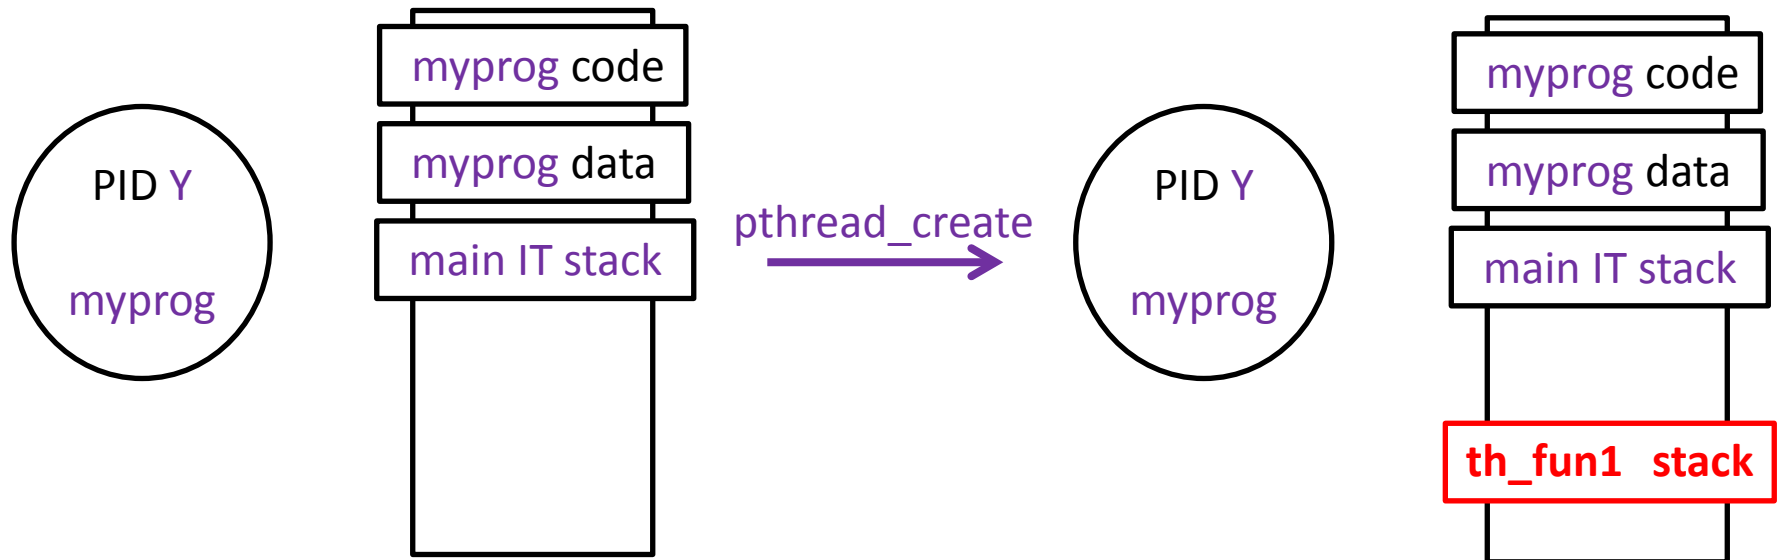 PID Y
myprog
myprog code
myprog data
main IT stack
pthread_create
PID Y
myprog
myprog code
myprog data
main IT stack
th_fun1 stack